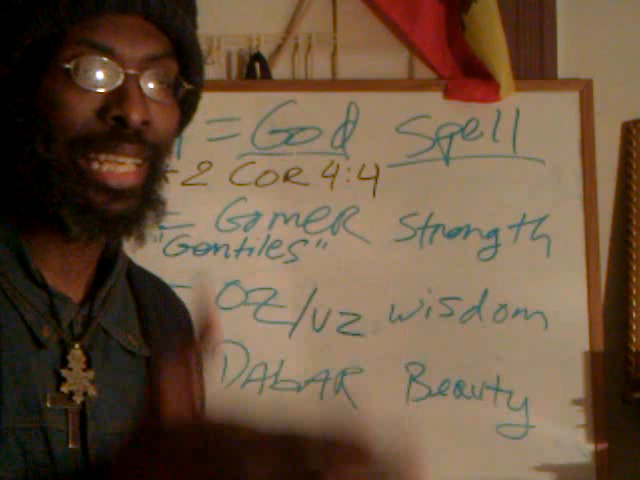 = God Spell
2 COR 4:4
= GomeR Strength
"Gentiles"
= OZ/UZ wisdom
DAbAR Beauty